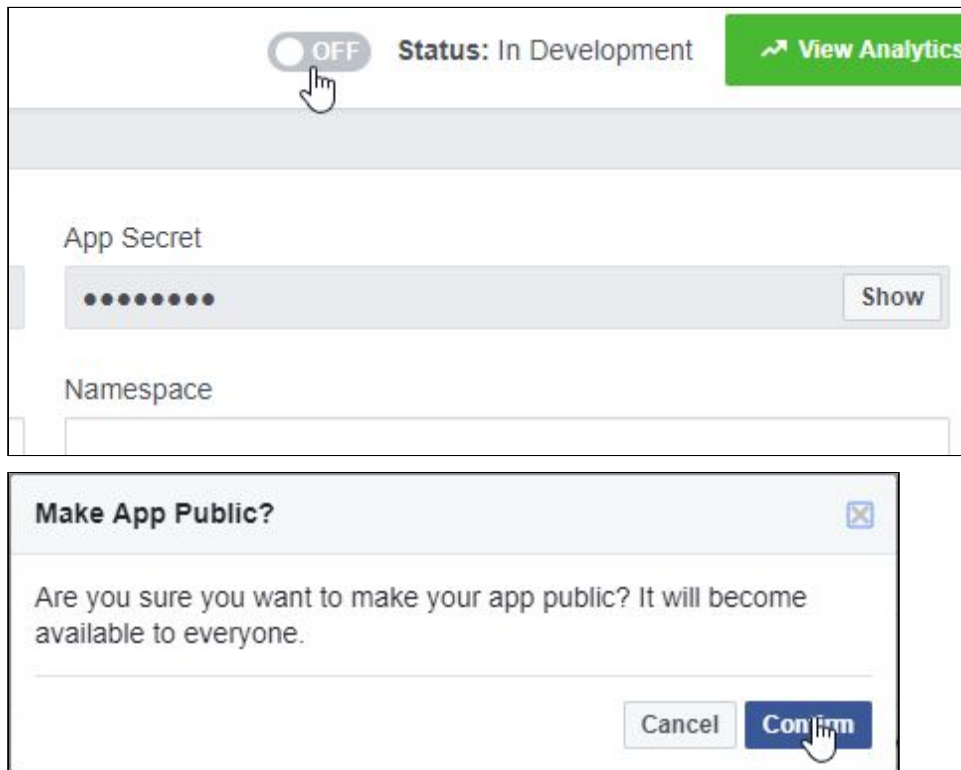 OFF Status: In Development View Analytics
App Secret
•••••••• Show
Namespace
Make App Public?
Are you sure you want to make your app public? It will become
available to everyone.
Cancel Confirm